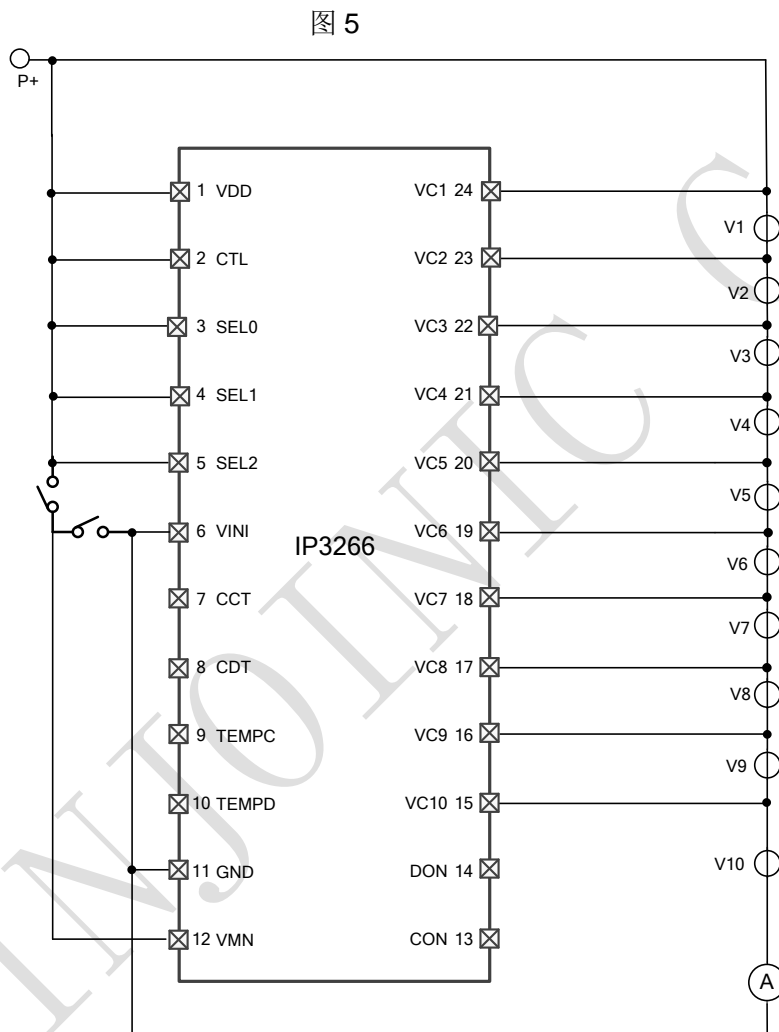 图 5
P+
1 VDD
2 CTL
3 SEL0
4 SEL1
5 SEL2
6 VINI
7 CCT
8 CDT
9 TEMPC
10 TEMPD
11 GND
12 VMN
IP3266
VC1 24
VC2 23
VC3 22
VC4 21
VC5 20
VC6 19
VC7 18
VC8 17
VC9 16
VC10 15
DON 14
CON 13
V1
V2
V3
V4
V5
V6
V7
V8
V9
V10
A
INJOINIC C